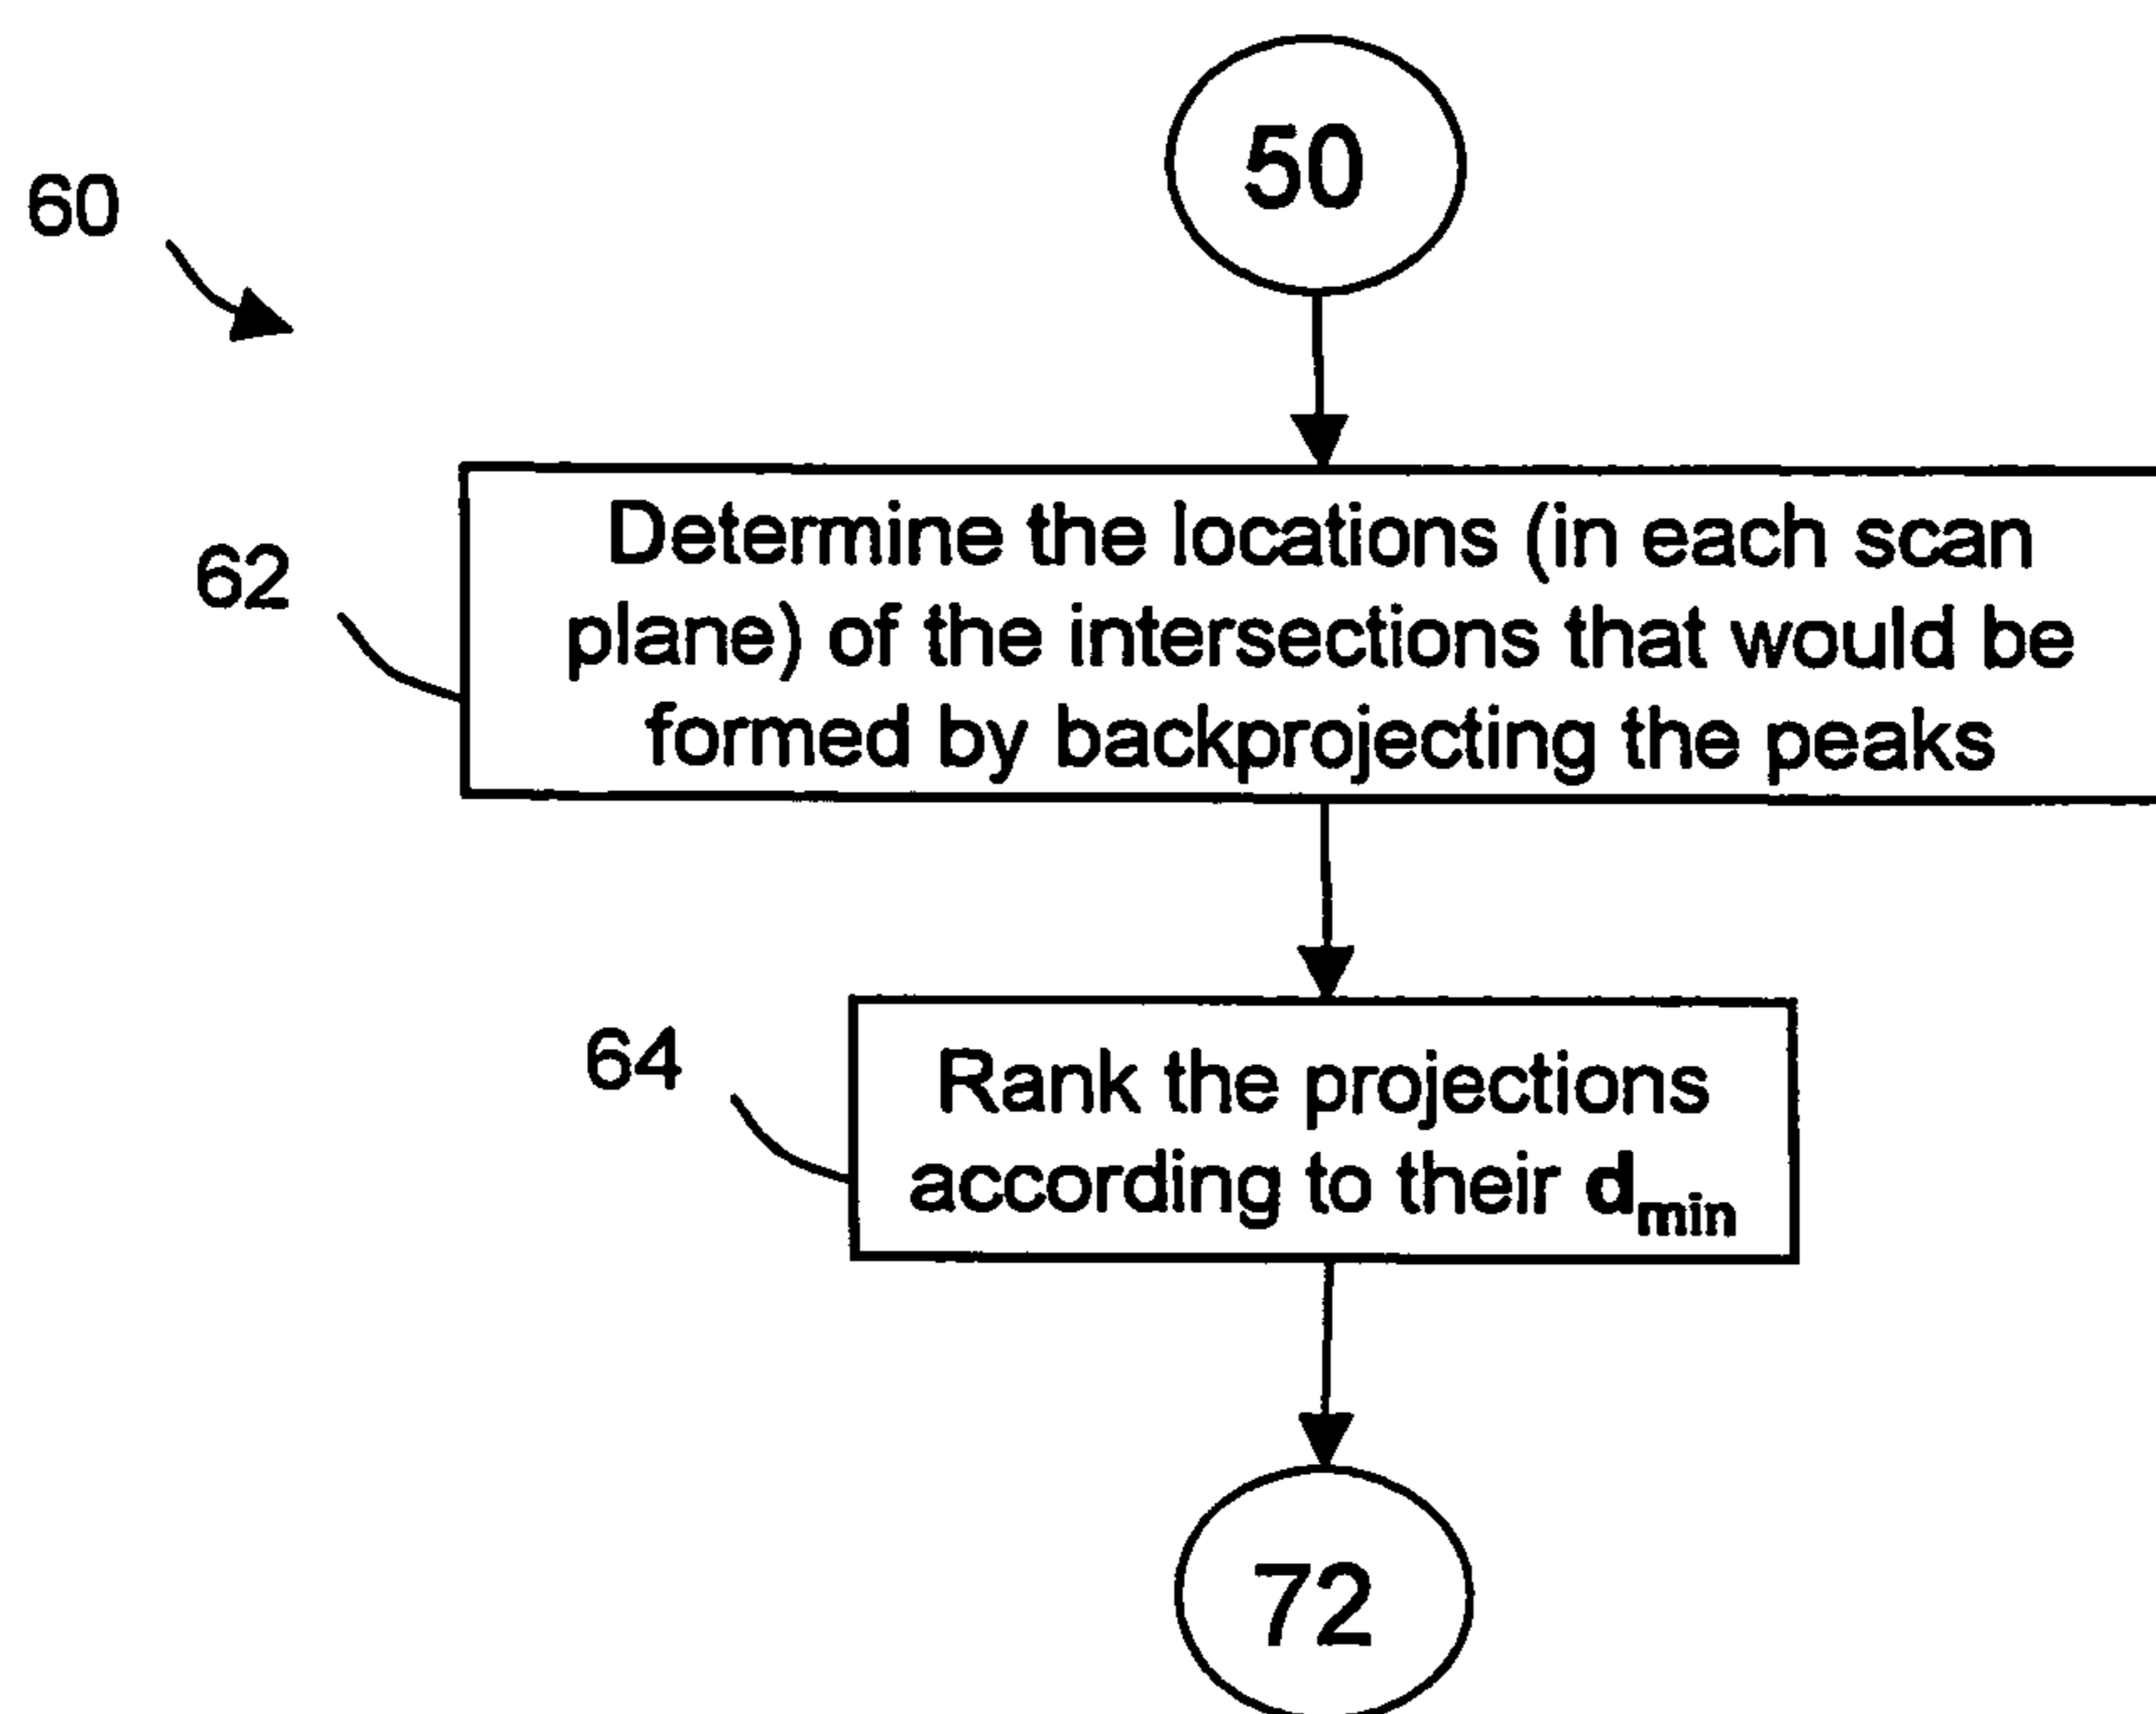 50
60
Determine the locations (in each scan
plane) of the intersections that would be
formed by backprojecting the peaks
62
Rank the projections
according to their dmin
64
72